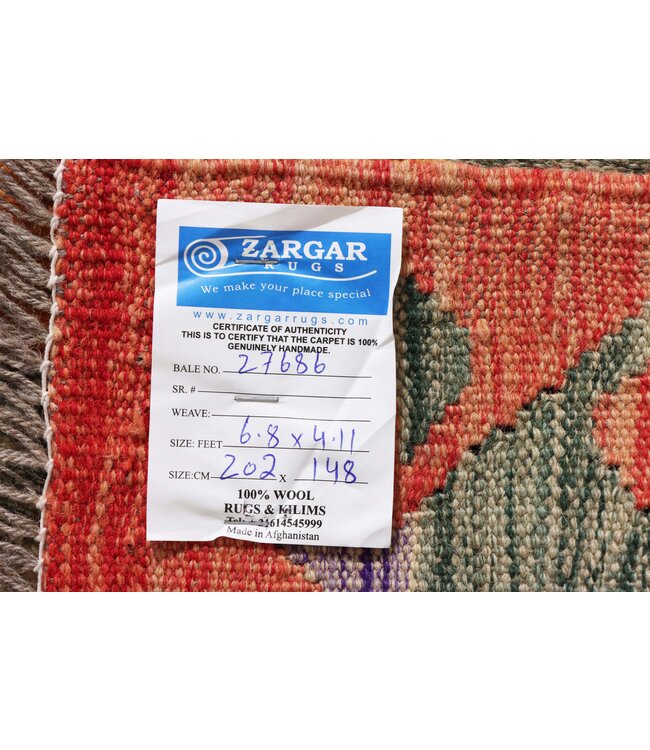 ZARGAR
RUGS
We make your place special
www.zargarrugs.com
CERTIFICATE OF AUTHENTICITY
THIS IS TO CERTIFY THAT THE CARPET IS 100%
GENUINELY HANDMADE.
BALE NO. 27686
SR. #
WEAVE:
SIZE: FEET 6.8 x 4.11
SIZE:CM 202 X 148
100% WOOL
RUGS & KILIMS
Made in Afghanistan